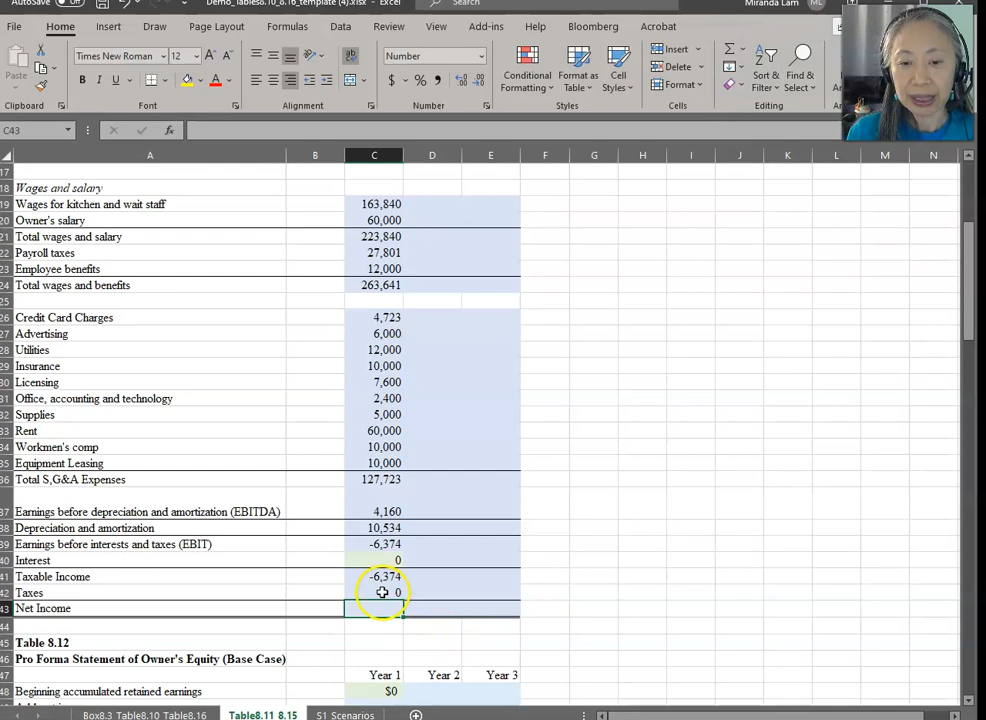 AutoSave Off Demo_Tables8.10_8.16_template (4).xlsx - Excel Search Miranda Lam ML
File Home Insert Page Layout Formulas Data Review View Add-ins Bloomberg Acrobat
Paste Times New Roman 12 Number Conditional Formatting Format as Table Cell Styles Insert Delete Format Sort & Filter Find & Select
Clipboard Font Alignment Number Styles Cells Editing
C43 fx
A B C D E F G H I J K L M N
17
18 Wages and salary
19 Wages for kitchen and wait staff 163,840
20 Owner's salary 60,000
21 Total wages and salary 223,840
22 Payroll taxes 27,801
23 Employee benefits 12,000
24 Total wages and benefits 263,641
25
26 Credit Card Charges 4,723
27 Advertising 6,000
28 Utilities 12,000
29 Insurance 10,000
30 Licensing 7,600
31 Office, accounting and technology 2,400
32 Supplies 5,000
33 Rent 60,000
34 Workmen's comp 10,000
35 Equipment Leasing 10,000
36 Total S,G&A Expenses 127,723
37 Earnings before depreciation and amortization (EBITDA) 4,160
38 Depreciation and amortization 10,534
39 Earnings before interests and taxes (EBIT) -6,374
40 Interest 0
41 Taxable Income -6,374
42 Taxes 0
43 Net Income
44
45 Table 8.12
46 Pro Forma Statement of Owner's Equity (Base Case)
47 Year 1 Year 2 Year 3
48 Beginning accumulated retained earnings $0
Box8.3_Table8.10_Table8.16 Table8.11_8.15 S1 Scenarios